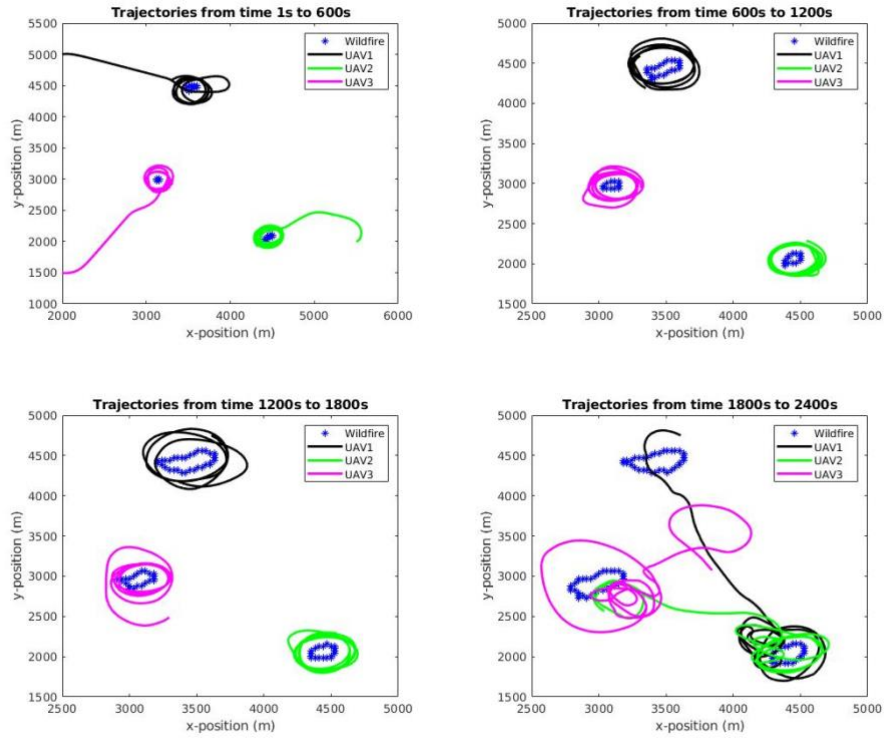 Trajectories from time 1s to 600s
5500
5000
4500
4000
3500
3000
2500
2000
1500
1000
y-position (m)
2000 3000 4000 5000 6000
x-position (m)
Wildfire
UAV1
UAV2
UAV3
Trajectories from time 600s to 1200s
5000
4500
4000
3500
3000
2500
2000
1500
y-position (m)
2500 3000 3500 4000 4500 5000
x-position (m)
Wildfire
UAV1
UAV2
UAV3
Trajectories from time 1200s to 1800s
5000
4500
4000
3500
3000
2500
2000
1500
y-position (m)
2500 3000 3500 4000 4500 5000
x-position (m)
Wildfire
UAV1
UAV2
UAV3
Trajectories from time 1800s to 2400s
5000
4500
4000
3500
3000
2500
2000
1500
y-position (m)
2500 3000 3500 4000 4500 5000
x-position (m)
Wildfire
UAV1
UAV2
UAV3